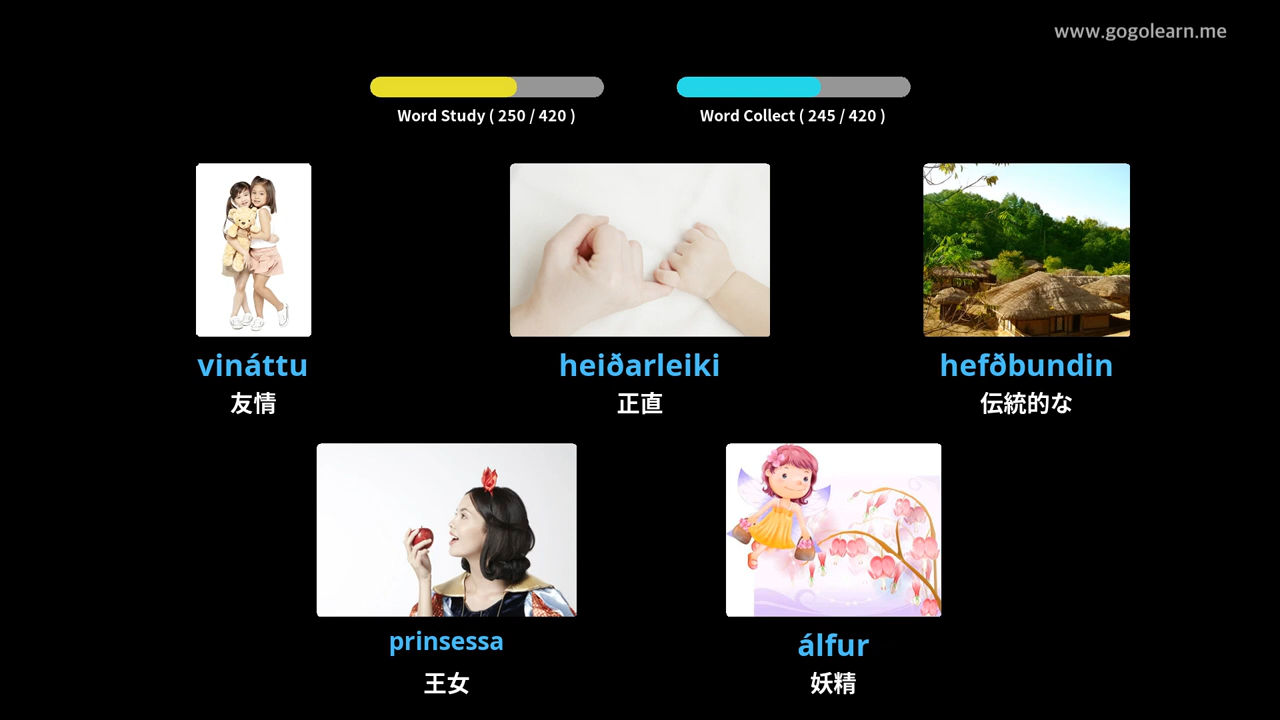 www.gogolearn.me
Word Study ( 250 / 420 )
Word Collect ( 245 / 420 )
vináttu
heiðarleiki
hefðbundin
友情
正直
伝統的な
prinsessa
álfur
王女
妖精